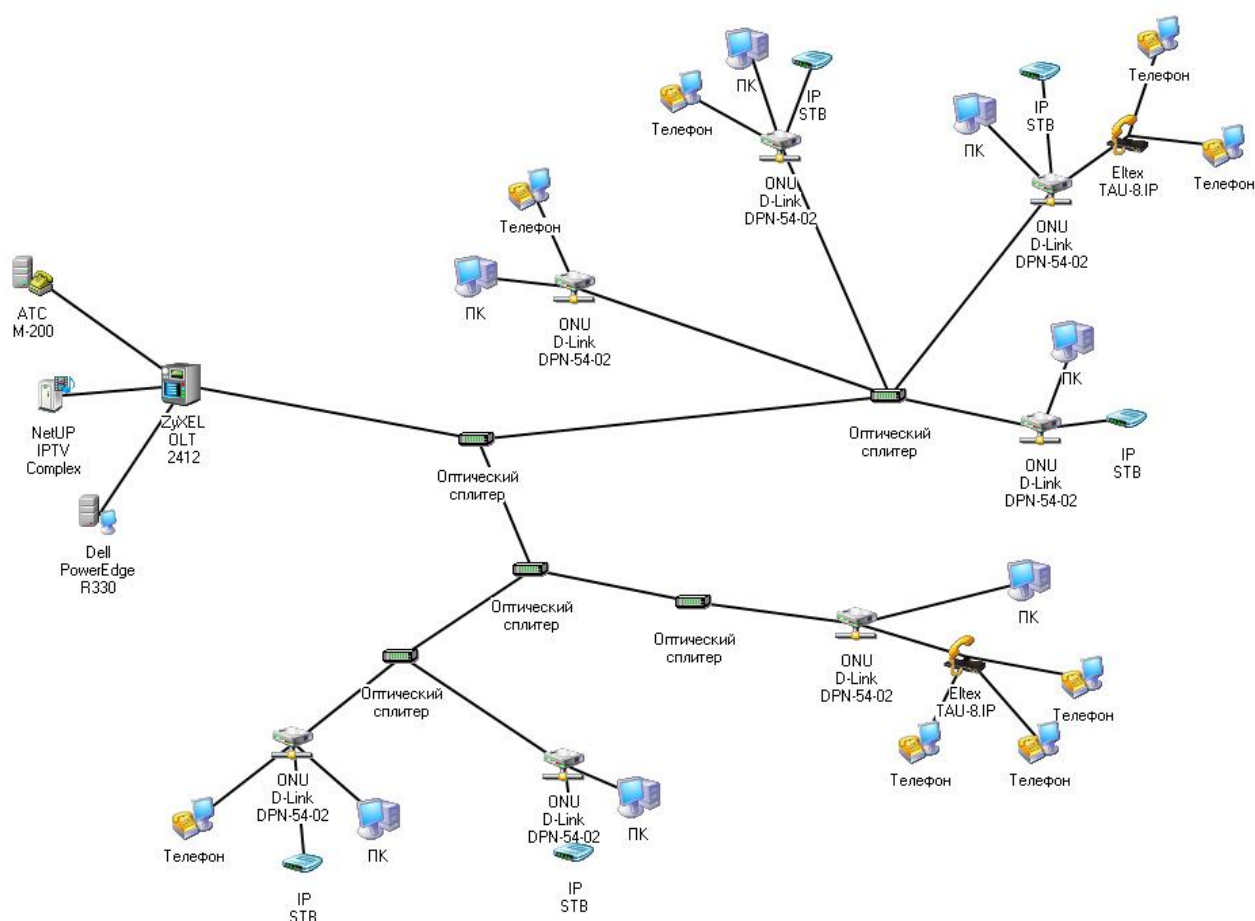 ПК
IP
STB
Телефон
ONU
D-Link
DPN-54-02
Телефон
IP
STB
ПК
Eltex
TAU-8.IP
Телефон
ONU
D-Link
DPN-54-02
Телефон
ПК
ONU
D-Link
DPN-54-02
АТС
М-200
NetUP
IPTV
Complex
ZyXEL
OLT
2412
Dell
PowerEdge
R330
Оптический
сплитер
Оптический
сплитер
ПК
IP
STB
ONU
D-Link
DPN-54-02
Оптический
сплитер
Оптический
сплитер
ПК
ONU
D-Link
DPN-54-02
Eltex
TAU-8.IP
Телефон
Телефон
Телефон
Оптический
сплитер
ONU
D-Link
DPN-54-02
Телефон
ПК
IP
STB
ONU
D-Link
DPN-54-02
ПК
IP
STB